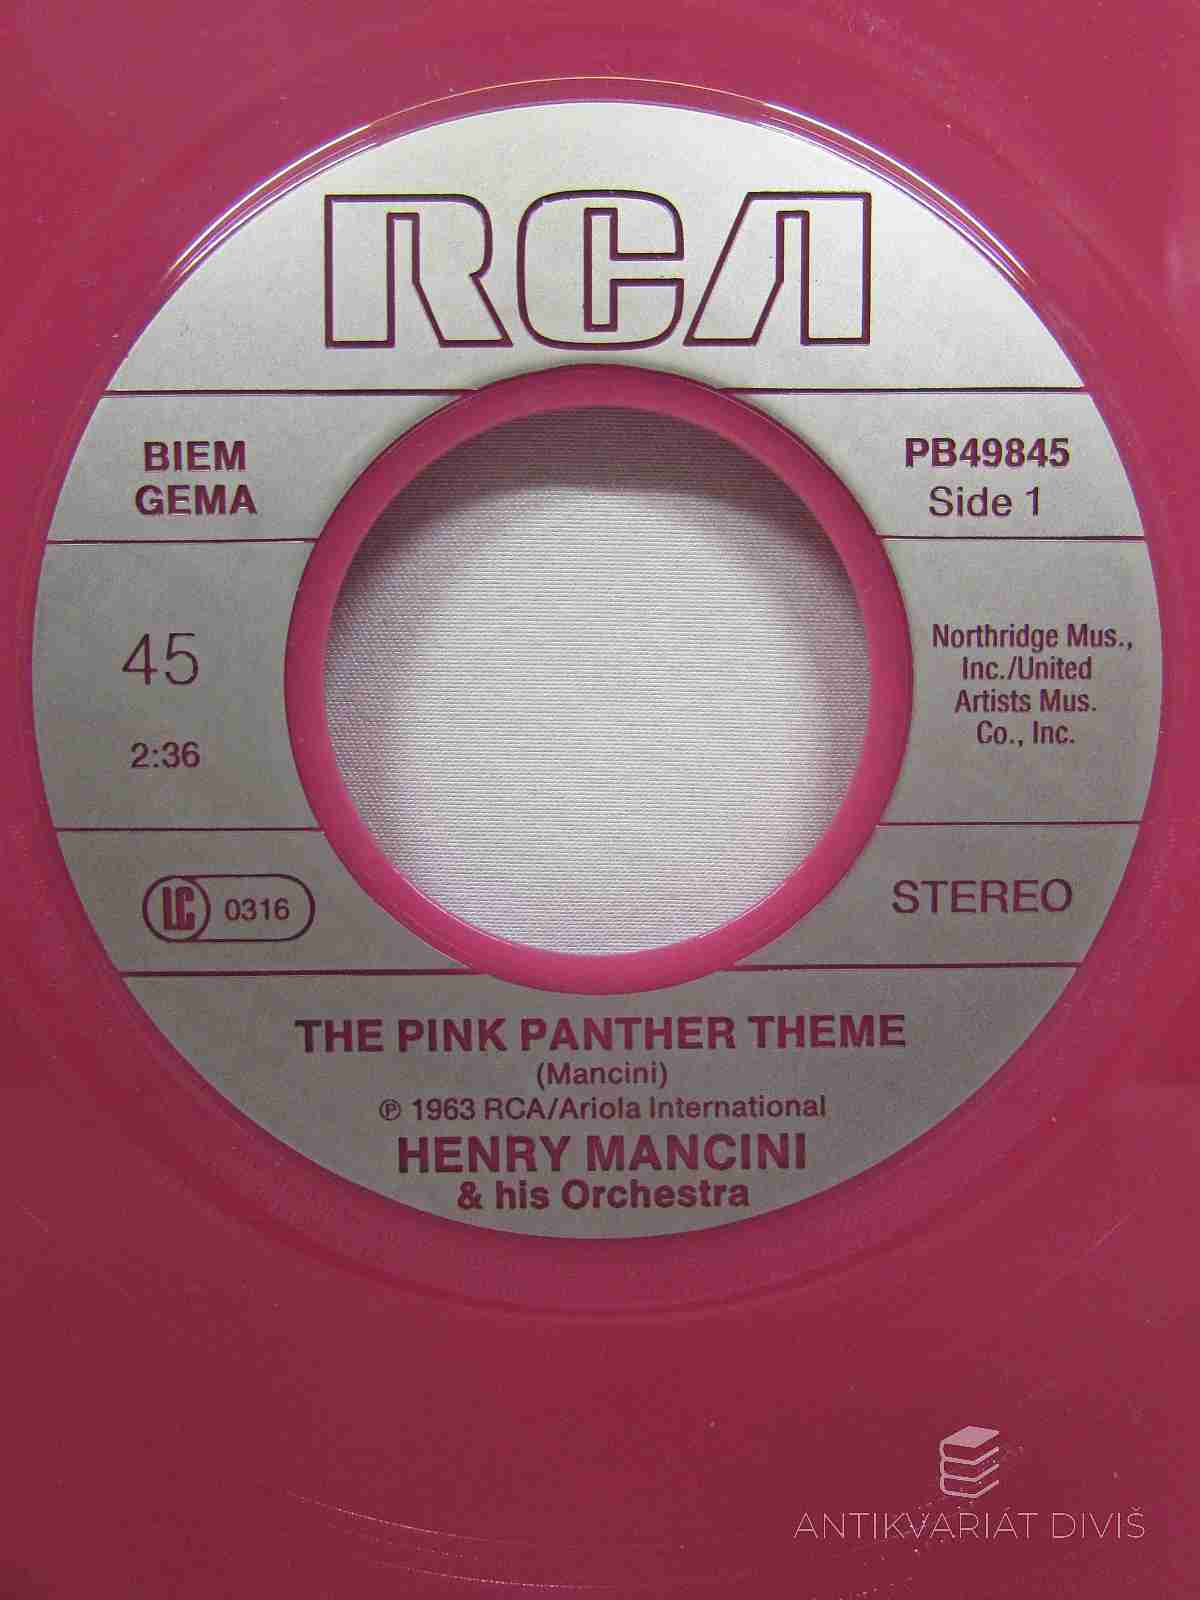 RCA
BIEM
GEMA
PB49845
Side 1
45
2:36
Northridge Mus.,
Inc./United
Artists Mus.
Co., Inc.
LC 0316
STEREO
THE PINK PANTHER THEME
(Mancini)
℗ 1963 RCA/Ariola International
HENRY MANCINI
& his Orchestra
ANTIKVARIÁT DIVIŠ